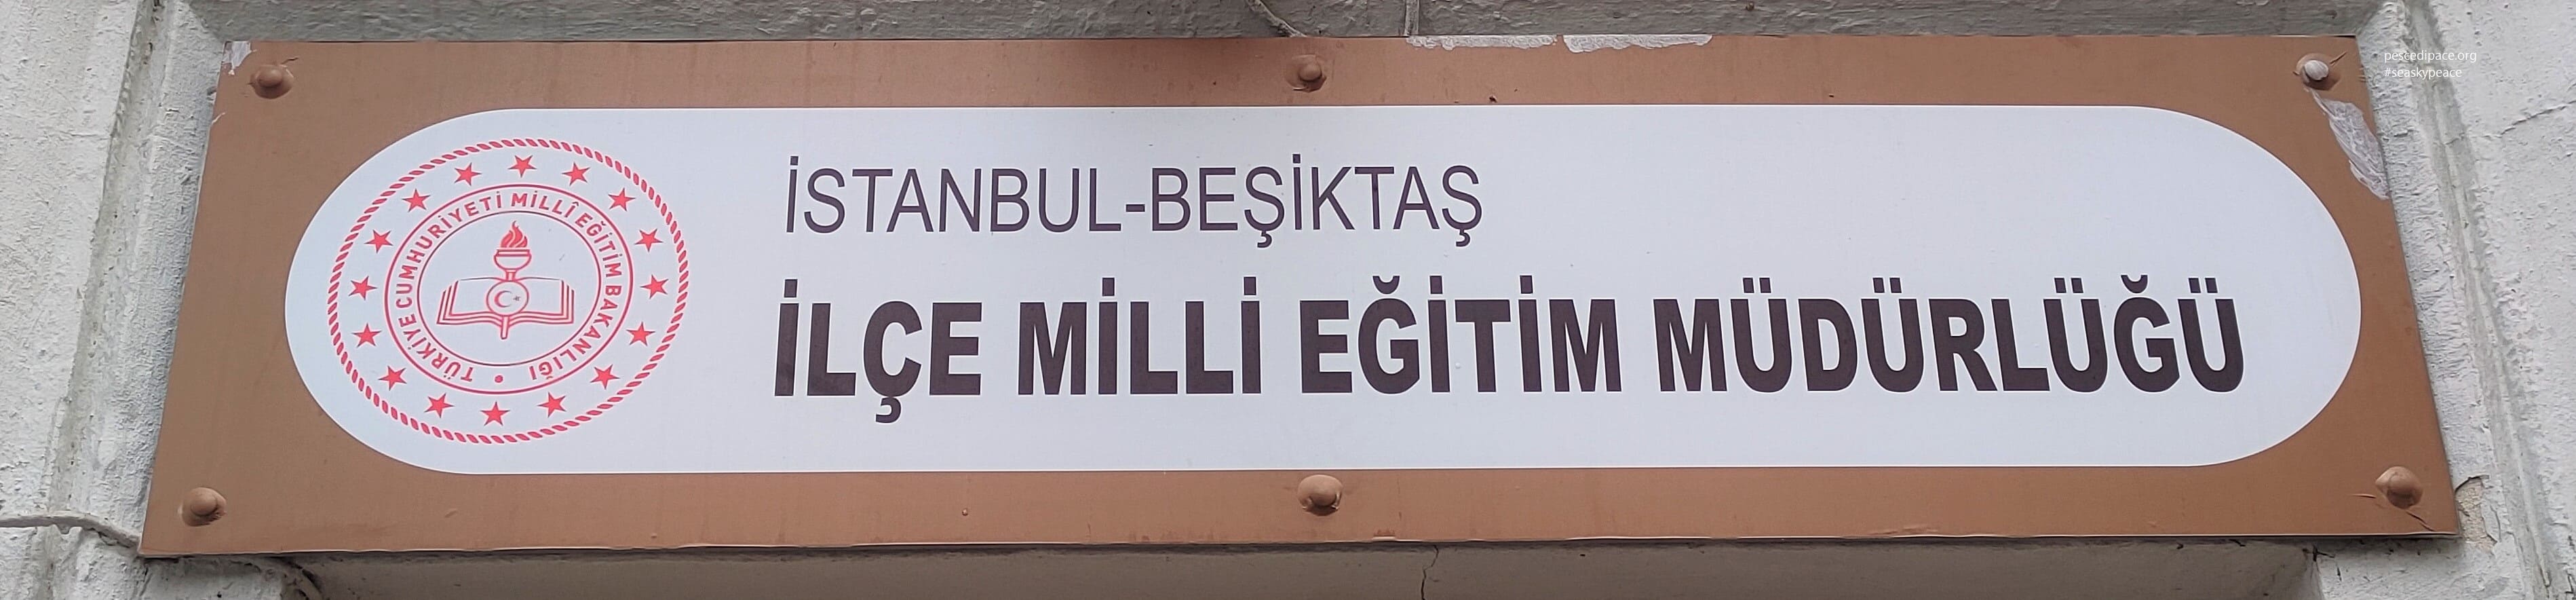 İSTANBUL-BEŞİKTAŞ
İLÇE MİLLİ EĞİTİM MÜDÜRLÜĞÜ
TÜRKİYE CUMHURİYETİ MİLLÎ EĞİTİM BAKANLIĞI •
pescedipace.org
#seaskypeace